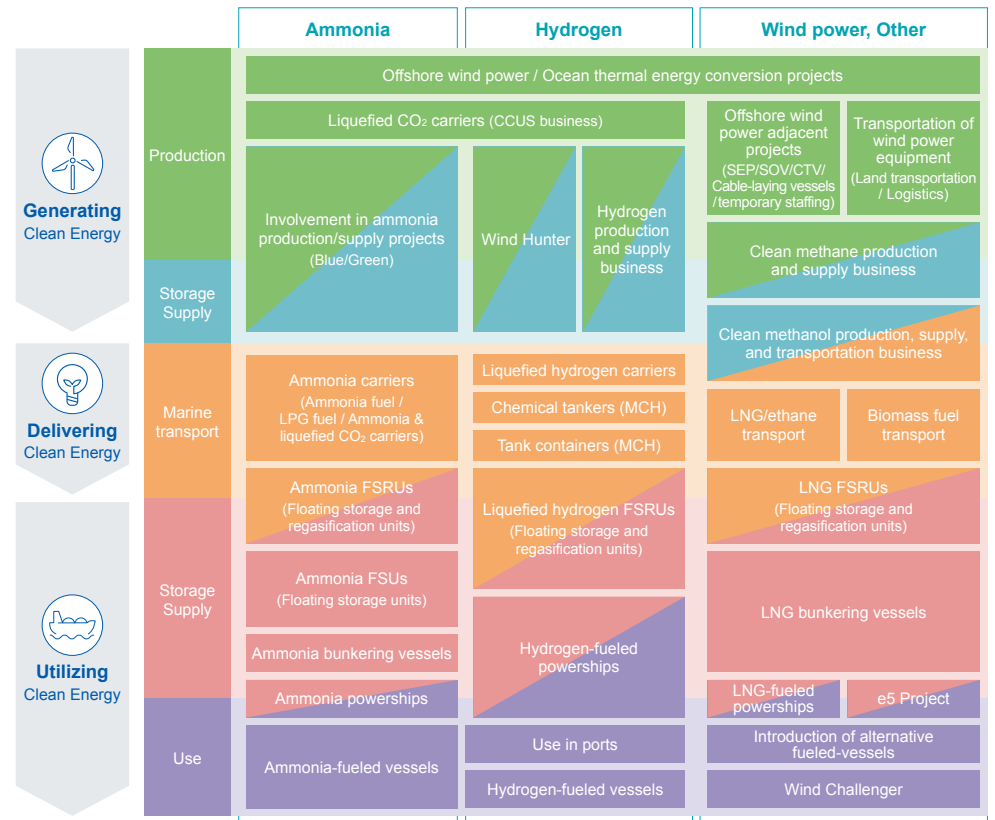 Ammonia
Hydrogen
Wind power, Other
Generating
Clean Energy
Production
Storage
Supply
Offshore wind power / Ocean thermal energy conversion projects
Liquefied CO₂ carriers (CCUS business)
Offshore wind
power adjacent
projects
(SEP/SOV/CTV/
Cable-laying vessels
/temporary staffing)
Transportation of
wind power
equipment
(Land transportation
/ Logistics)
Involvement in ammonia
production/supply projects
(Blue/Green)
Wind Hunter
Hydrogen
production
and supply
business
Clean methane production
and supply business
Clean methanol production, supply,
and transportation business
Delivering
Clean Energy
Marine
transport
Ammonia carriers
(Ammonia fuel /
LPG fuel / Ammonia &
liquefied CO₂ carriers)
Liquefied hydrogen carriers
Chemical tankers (MCH)
Tank containers (MCH)
LNG/ethane
transport
Biomass fuel
transport
Ammonia FSRUs
(Floating storage and
regasification units)
Liquefied hydrogen FSRUs
(Floating storage and
regasification units)
LNG FSRUs
(Floating storage and
regasification units)
Utilizing
Clean Energy
Storage
Supply
Ammonia FSUs
(Floating storage units)
Ammonia bunkering vessels
Ammonia powerships
Hydrogen-fueled
powerships
LNG bunkering vessels
LNG-fueled
powerships
e5 Project
Use
Ammonia-fueled vessels
Use in ports
Hydrogen-fueled vessels
Introduction of alternative
fueled-vessels
Wind Challenger